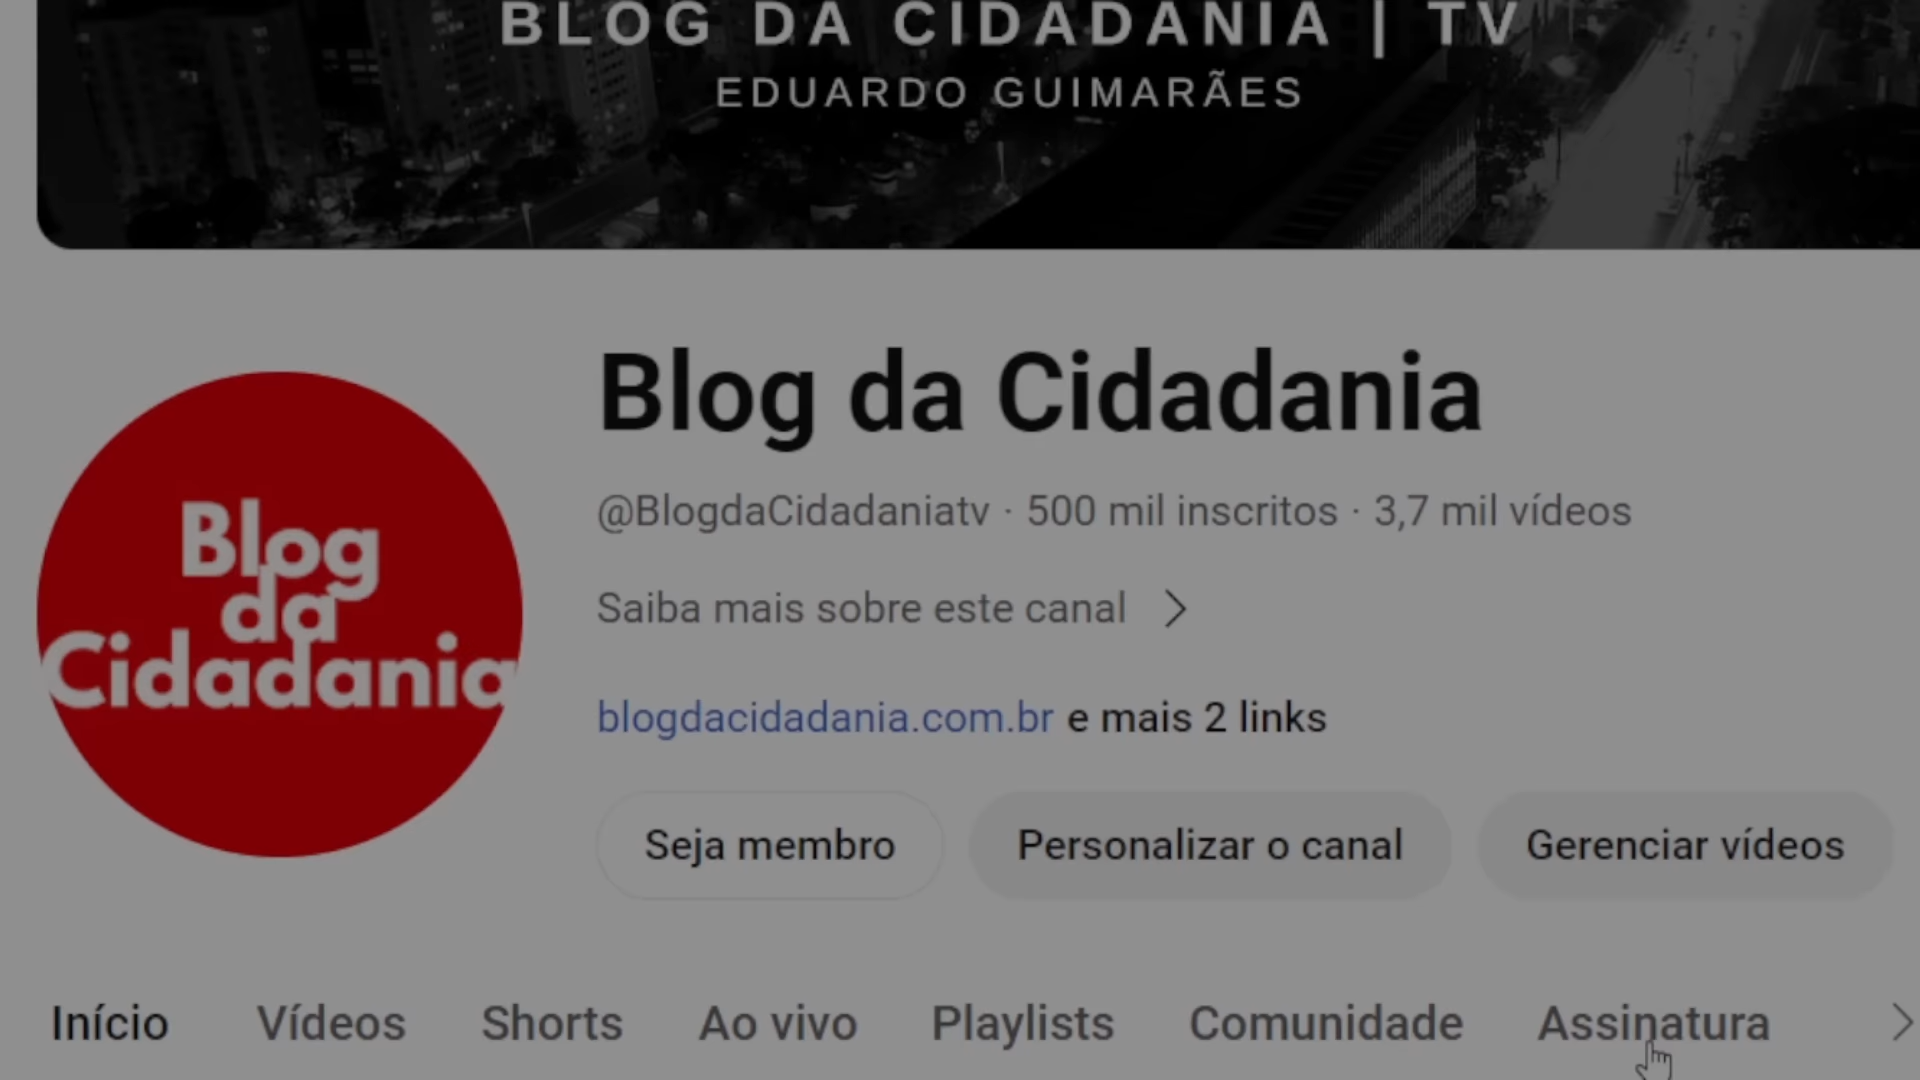 BLOG DA CIDADANIA | TV
EDUARDO GUIMARÃES
Blog da Cidadania
@BlogdaCidadaniatv · 500 mil inscritos · 3,7 mil vídeos
Saiba mais sobre este canal
blogdacidadania.com.br e mais 2 links
Seja membro Personalizar o canal Gerenciar vídeos
Blog
da
Cidadania
Início Vídeos Shorts Ao vivo Playlists Comunidade Assinatura